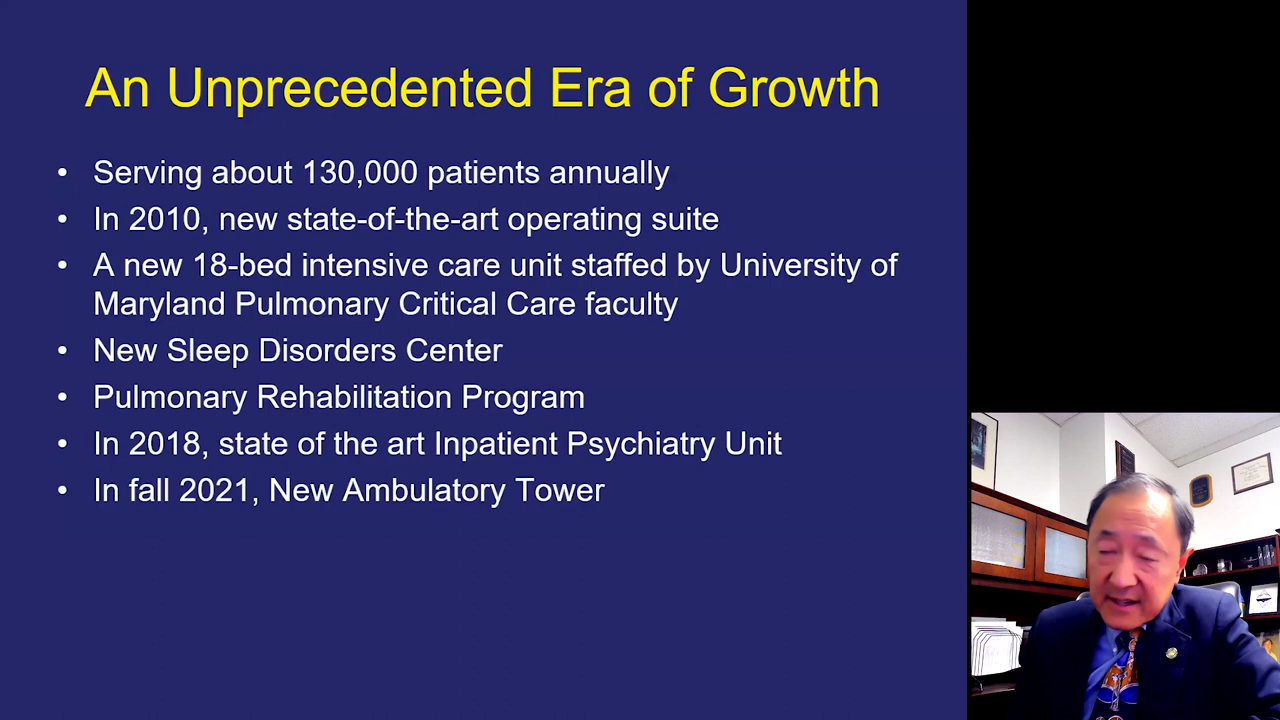 An Unprecedented Era of Growth
• Serving about 130,000 patients annually
• In 2010, new state-of-the-art operating suite
• A new 18-bed intensive care unit staffed by University of
Maryland Pulmonary Critical Care faculty
• New Sleep Disorders Center
• Pulmonary Rehabilitation Program
• In 2018, state of the art Inpatient Psychiatry Unit
• In fall 2021, New Ambulatory Tower